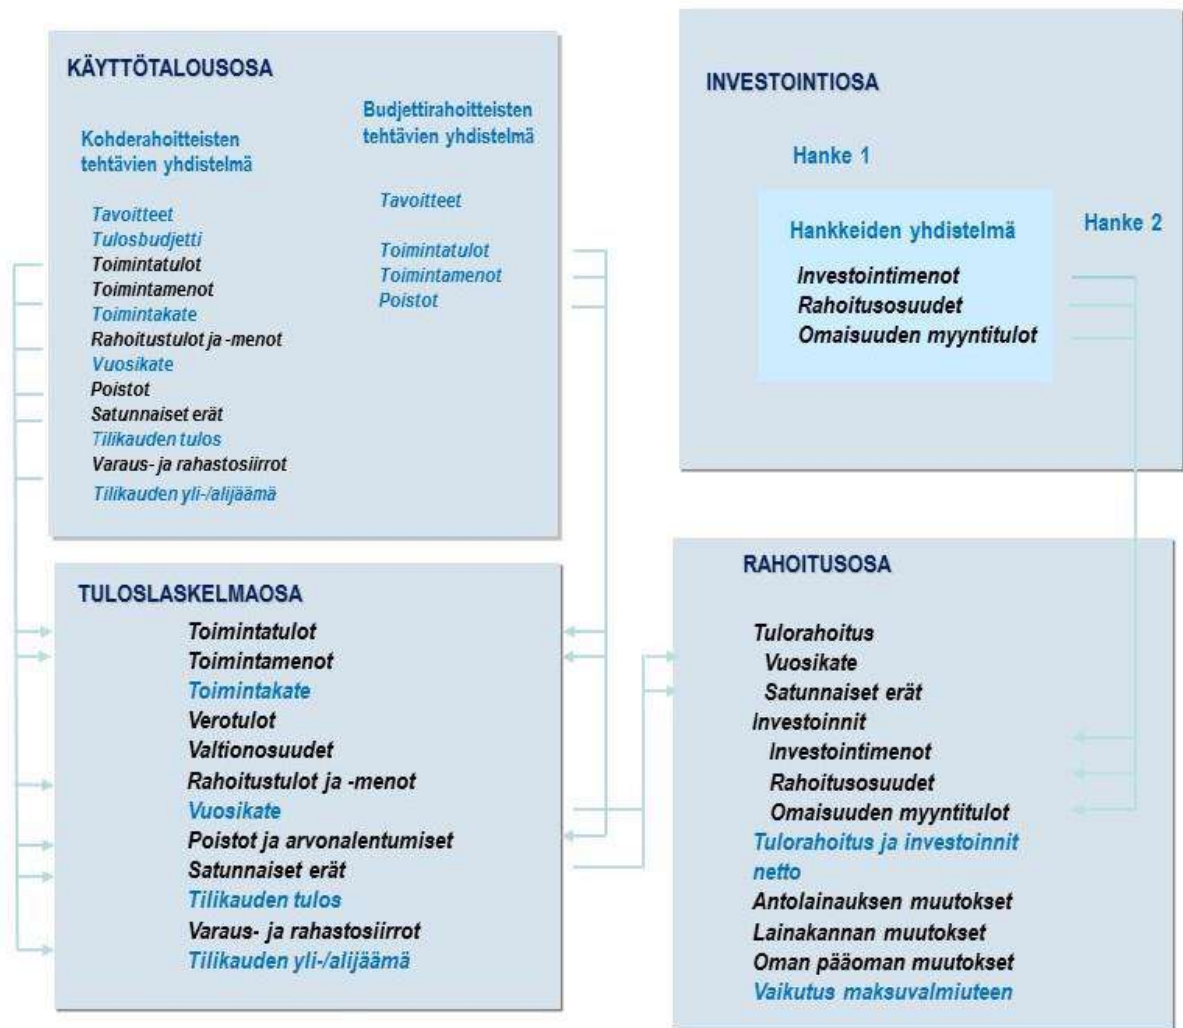 KÄYTTÖTALOUSOSA
Kohderahoitteisten
tehtävien yhdistelmä
Tavoitteet
Tulosbudjetti
Toimintatulot
Toimintamenot
Toimintakate
Rahoitustulot ja -menot
Vuosikate
Poistot
Satunnaiset erät
Tilikauden tulos
Varaus- ja rahastosiirrot
Tilikauden yli-/alijäämä
Budjettirahoitteisten
tehtävien yhdistelmä
Tavoitteet
Toimintatulot
Toimintamenot
Poistot
INVESTOINTIOSA
Hanke 1
Hanke 2
Hankkeiden yhdistelmä
Investointimenot
Rahoitusosuudet
Omaisuuden myyntitulot
TULOSLASKELMAOSA
Toimintatulot
Toimintamenot
Toimintakate
Verotulot
Valtionosuudet
Rahoitustulot ja -menot
Vuosikate
Poistot ja arvonalentumiset
Satunnaiset erät
Tilikauden tulos
Varaus- ja rahastosiirrot
Tilikauden yli-/alijäämä
RAHOITUSOSA
Tulorahoitus
Vuosikate
Satunnaiset erät
Investoinnit
Investointimenot
Rahoitusosuudet
Omaisuuden myyntitulot
Tulorahoitus ja investoinnit
netto
Antolainauksen muutokset
Lainakannan muutokset
Oman pääoman muutokset
Vaikutus maksuvalmiuteen